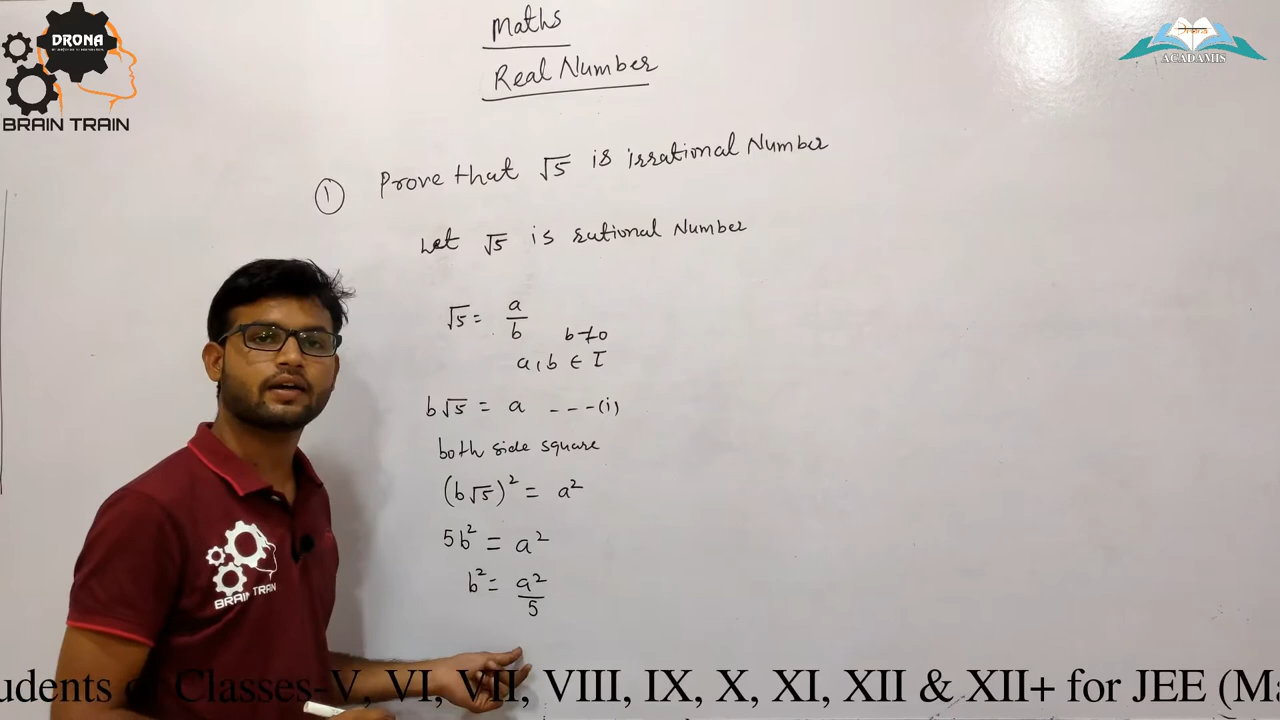 Maths
Real Number
DRONA
BRAIN TRAIN
Drona
ACADAMIS
① Prove that √5 is irrational Number
Let √5 is rational Number
√5 = a/b
b≠0
a, b ∈ I
b√5 = a ---(i)
both side square
(b√5)² = a²
5b² = a²
b² = a²/5
BRAIN TRAIN
udents of Classes-V, VI, VII, VIII, IX, X, XI, XII & XII+ for JEE (Ma